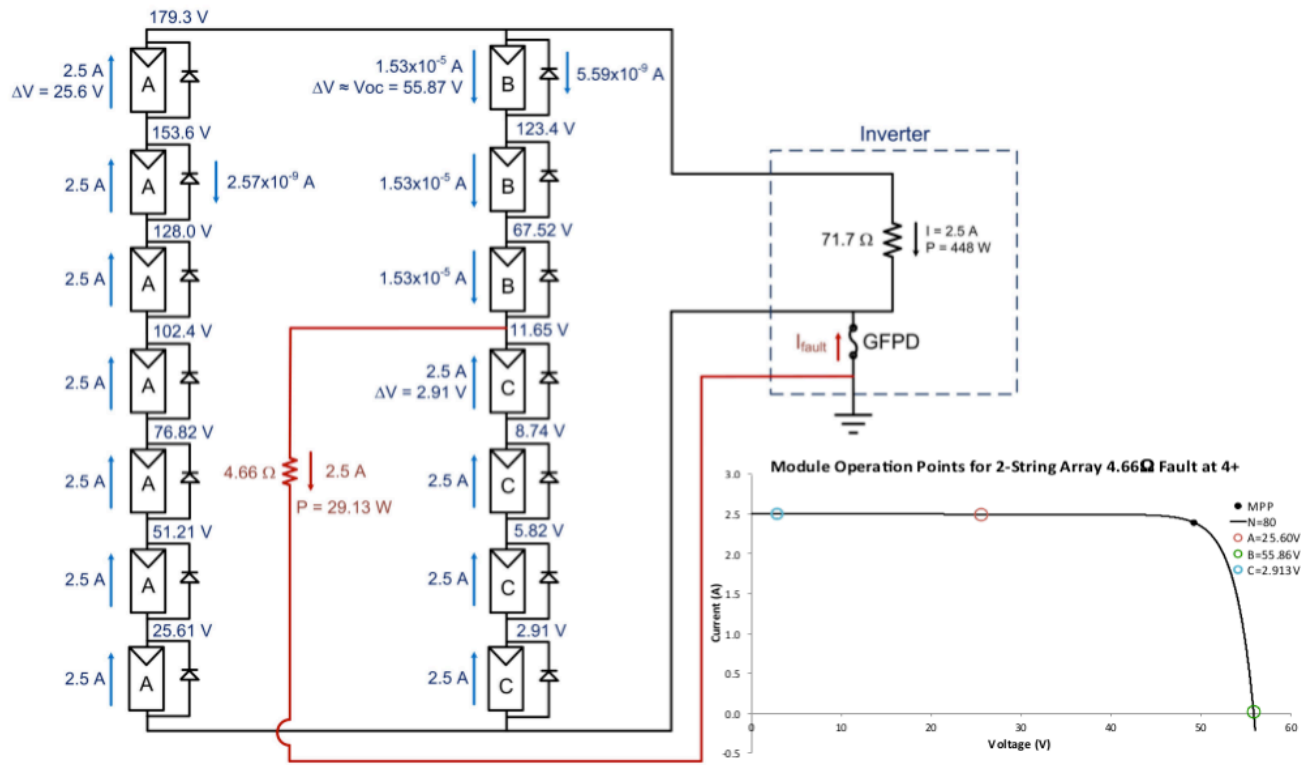 179.3 V
2.5 A
ΔV = 25.6 V
A
153.6 V
2.5 A
A
2.57x10⁻⁹ A
128.0 V
2.5 A
A
102.4 V
2.5 A
A
76.82 V
2.5 A
A
51.21 V
2.5 A
A
25.61 V
2.5 A
A
1.53x10⁻⁵ A
ΔV ≈ Voc = 55.87 V
B
5.59x10⁻⁹ A
123.4 V
1.53x10⁻⁵ A
B
67.52 V
1.53x10⁻⁵ A
B
11.65 V
2.5 A
ΔV = 2.91 V
C
8.74 V
2.5 A
C
5.82 V
2.5 A
C
2.91 V
2.5 A
C
4.66 Ω
2.5 A
P = 29.13 W
Inverter
71.7 Ω
I = 2.5 A
P = 448 W
Ifault
GFPD
Module Operation Points for 2-String Array 4.66Ω Fault at 4+
Current (A)
3.0
2.5
2.0
1.5
1.0
0.5
0.0
-0.5
MPP
N=80
A=25.60V
B=55.86V
C=2.913V
10
20
30
40
50
60
Voltage (V)